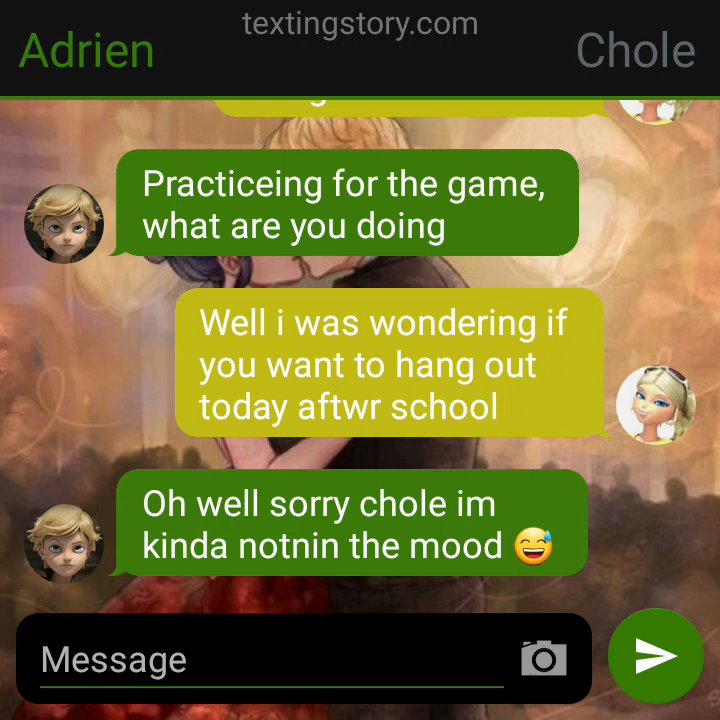 textingstory.com
Adrien
Chole
Practiceing for the game,
what are you doing
Well i was wondering if
you want to hang out
today aftwr school
Oh well sorry chole im
kinda notnin the mood 😅
Message